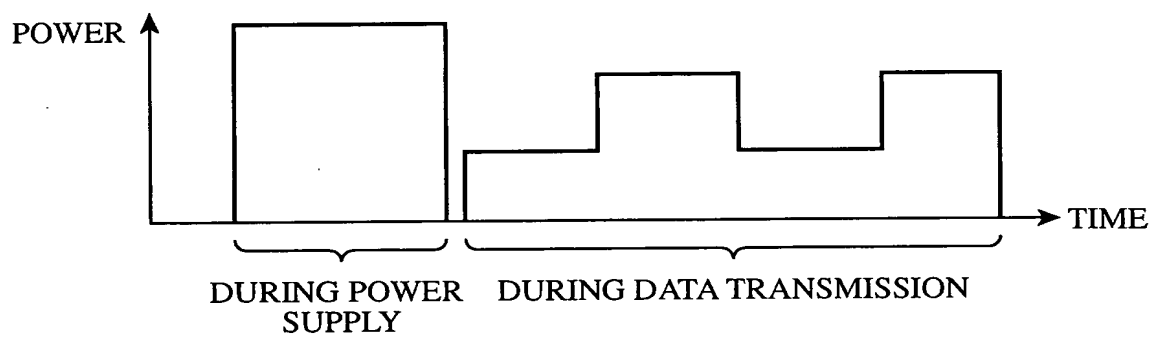 POWER
TIME
DURING POWER
SUPPLY
DURING DATA TRANSMISSION